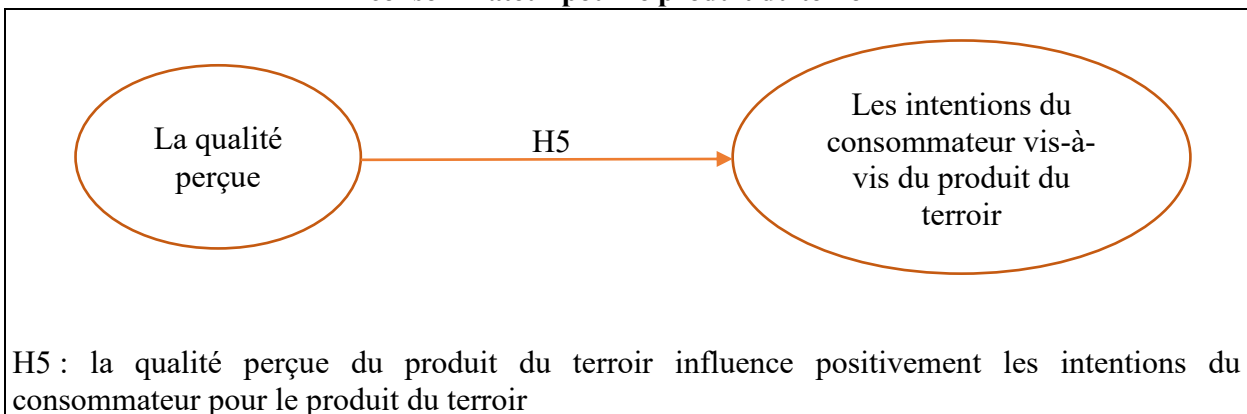 La qualité
perçue
H5
Les intentions du
consommateur vis-à-
vis du produit du
terroir
H5 : la qualité perçue du produit du terroir influence positivement les intentions du
consommateur pour le produit du terroir